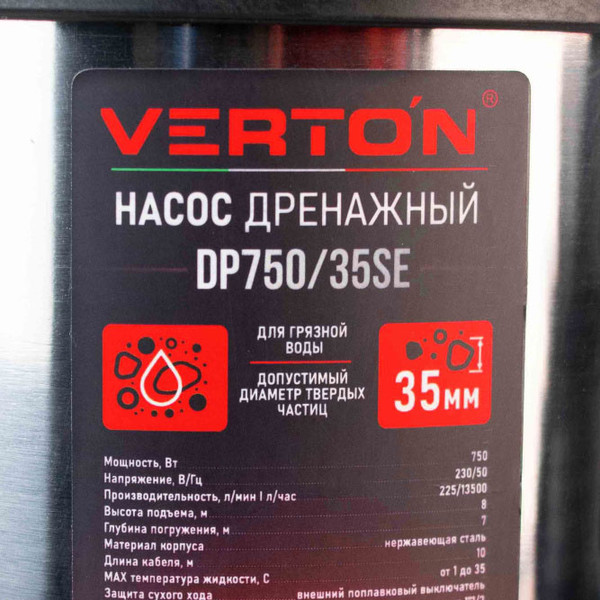 VERTO'N®
НАСОС ДРЕНАЖНЫЙ
DP750/35SE
ДЛЯ ГРЯЗНОЙ
ВОДЫ
ДОПУСТИМЫЙ
ДИАМЕТР ТВЕРДЫХ
ЧАСТИЦ
35мм
Мощность, Вт 750
Напряжение, В/Гц 230/50
Производительность, л/мин I л/час 225/13500
Высота подъема, м 8
Глубина погружения, м 7
Материал корпуса нержавеющая сталь
Длина кабеля, м 10
MAX температура жидкости, С от 1 до 35
Защита сухого хода внешний поплавковый выключатель